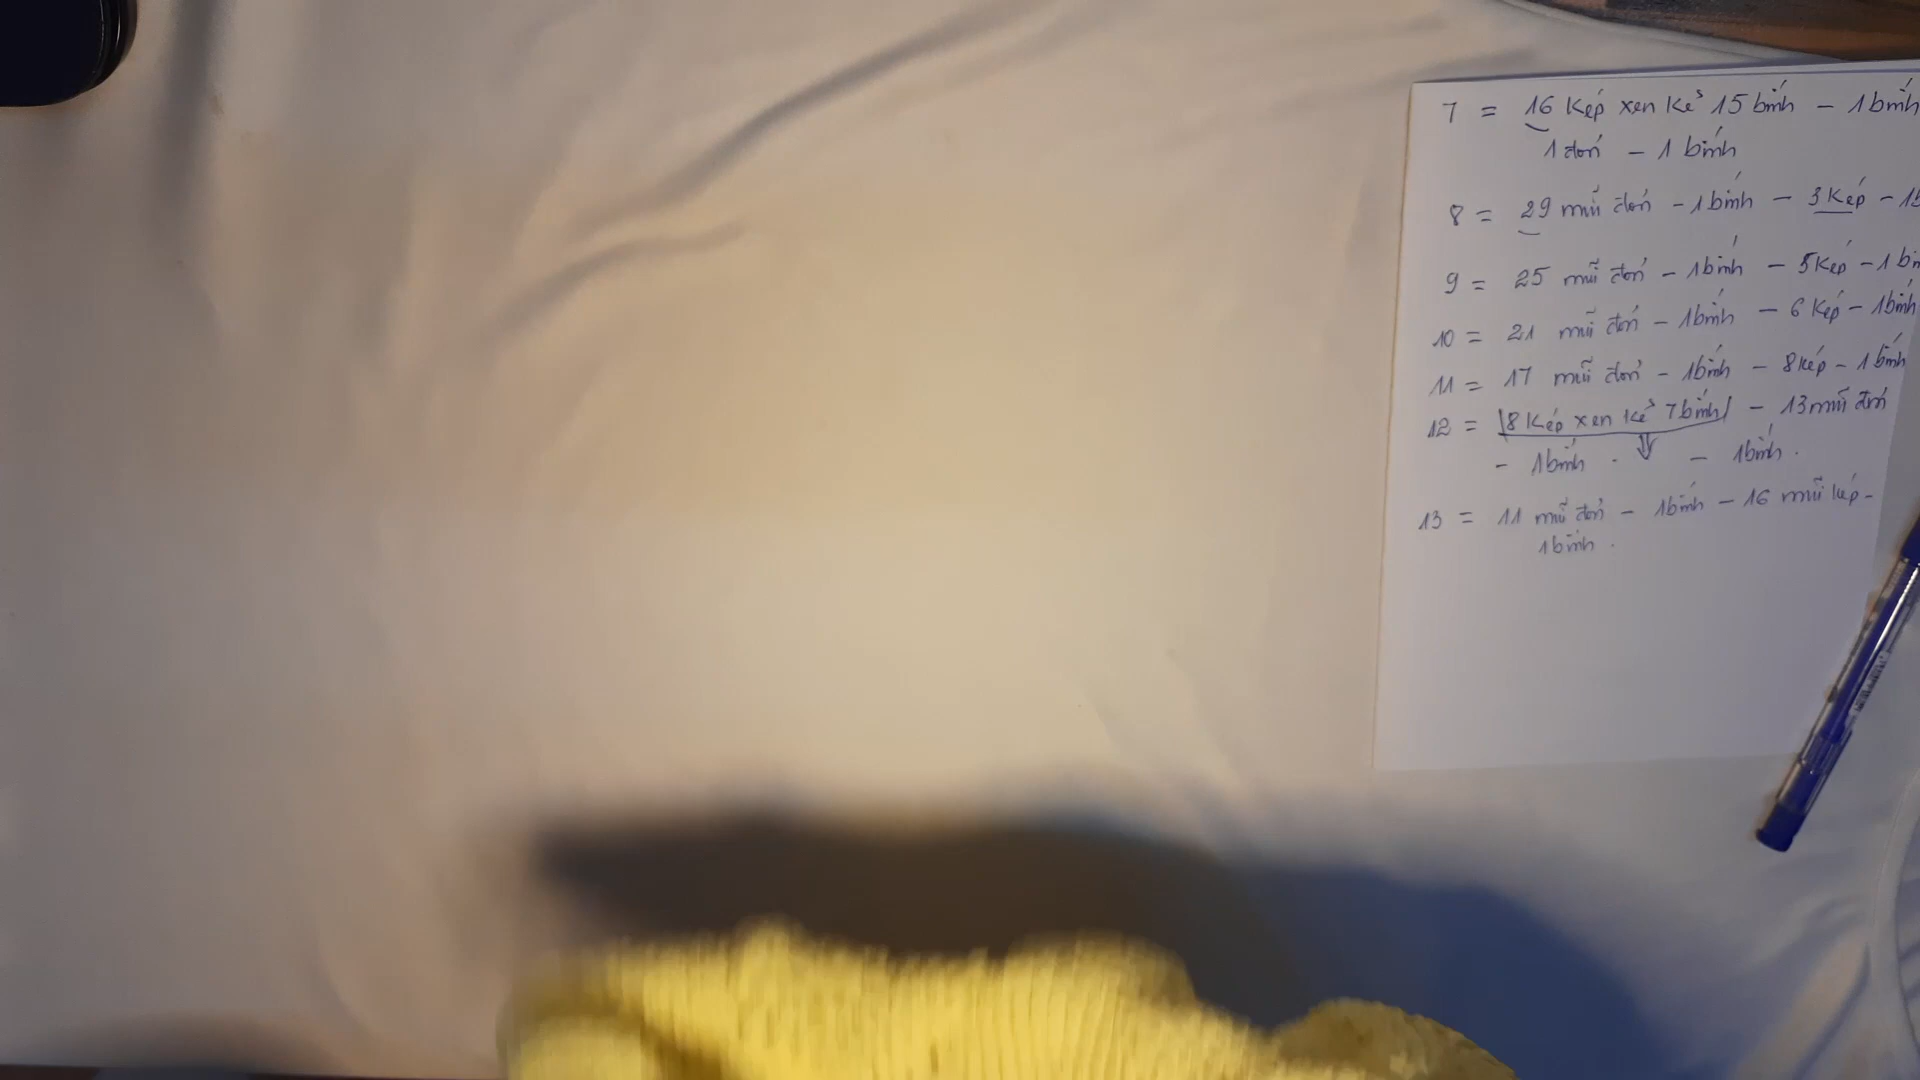 7 = 16 kép xen kẽ 15 bính - 1 bính
1 đơn - 1 bính
8 = 29 mũi đơn - 1 bính - 3 kép - 1b
9 = 25 mũi đơn - 1 bính - 5 kép - 1 bín
10 = 21 mũi đơn - 1 bính - 6 kép - 1 bính
11 = 17 mũi đơn - 1 bính - 8 kép - 1 bính
12 = |8 kép xen kẽ 7 bính| - 13 mũi đơn
- 1 bính . ⇓ - 1 bính .
13 = 11 mũi đơn - 1 bính - 16 mũi kép -
1 bính .